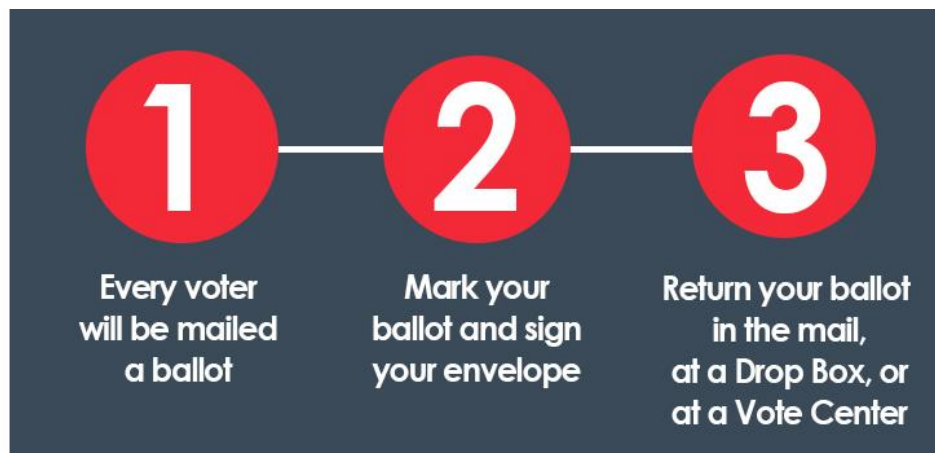 1
Every voter
will be mailed
a ballot
2
Mark your
ballot and sign
your envelope
3
Return your ballot
in the mail,
at a Drop Box, or
at a Vote Center